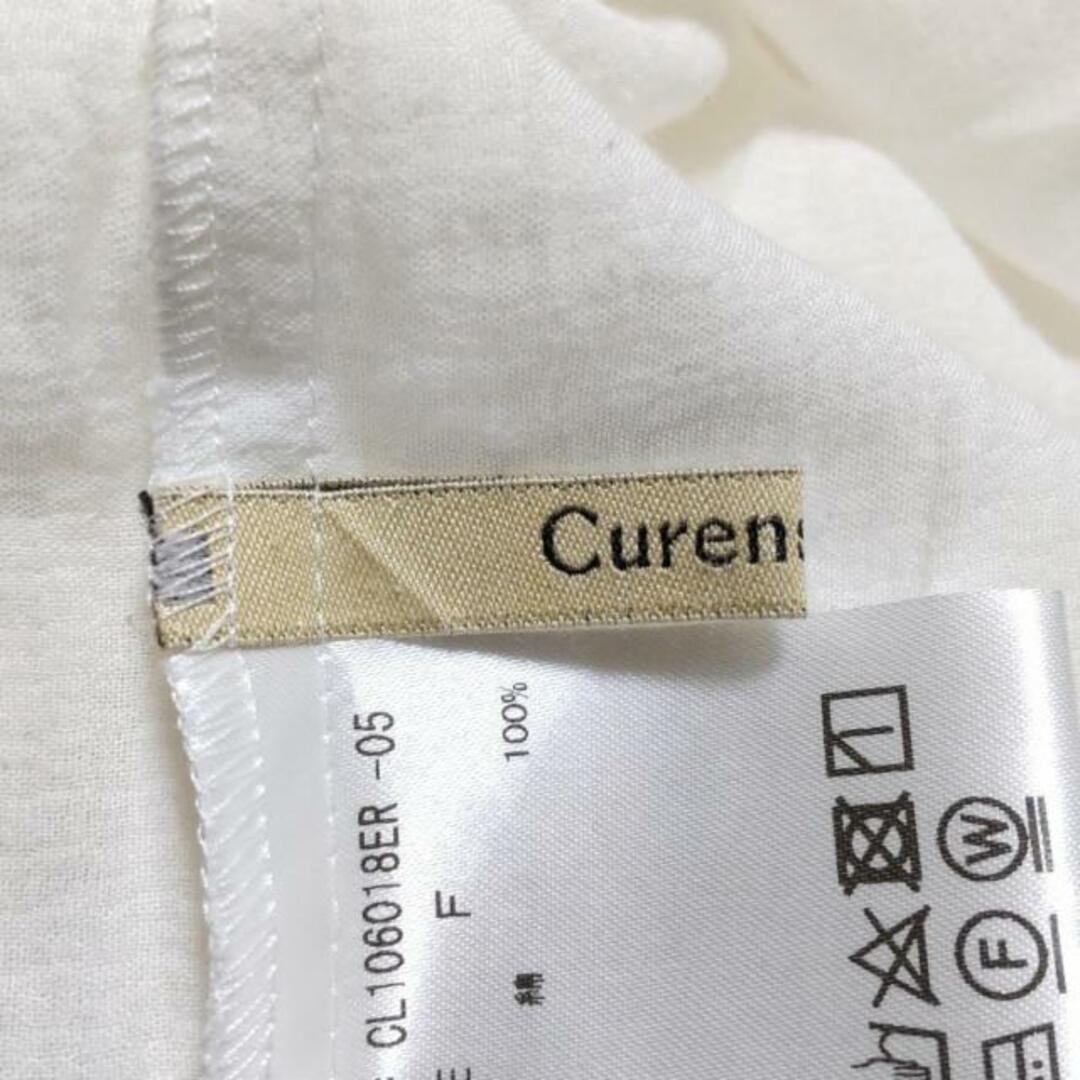 Curens
CL106018ER -05
F
綿 100%
W
F